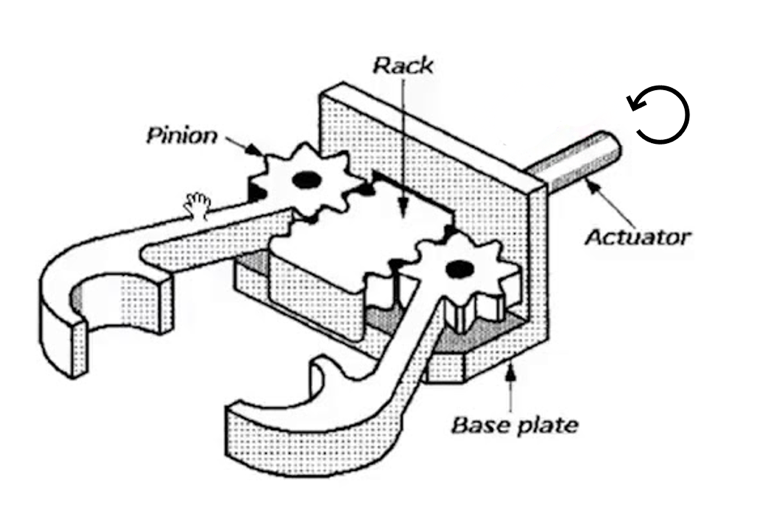 Rack
Pinion
Actuator
Base plate